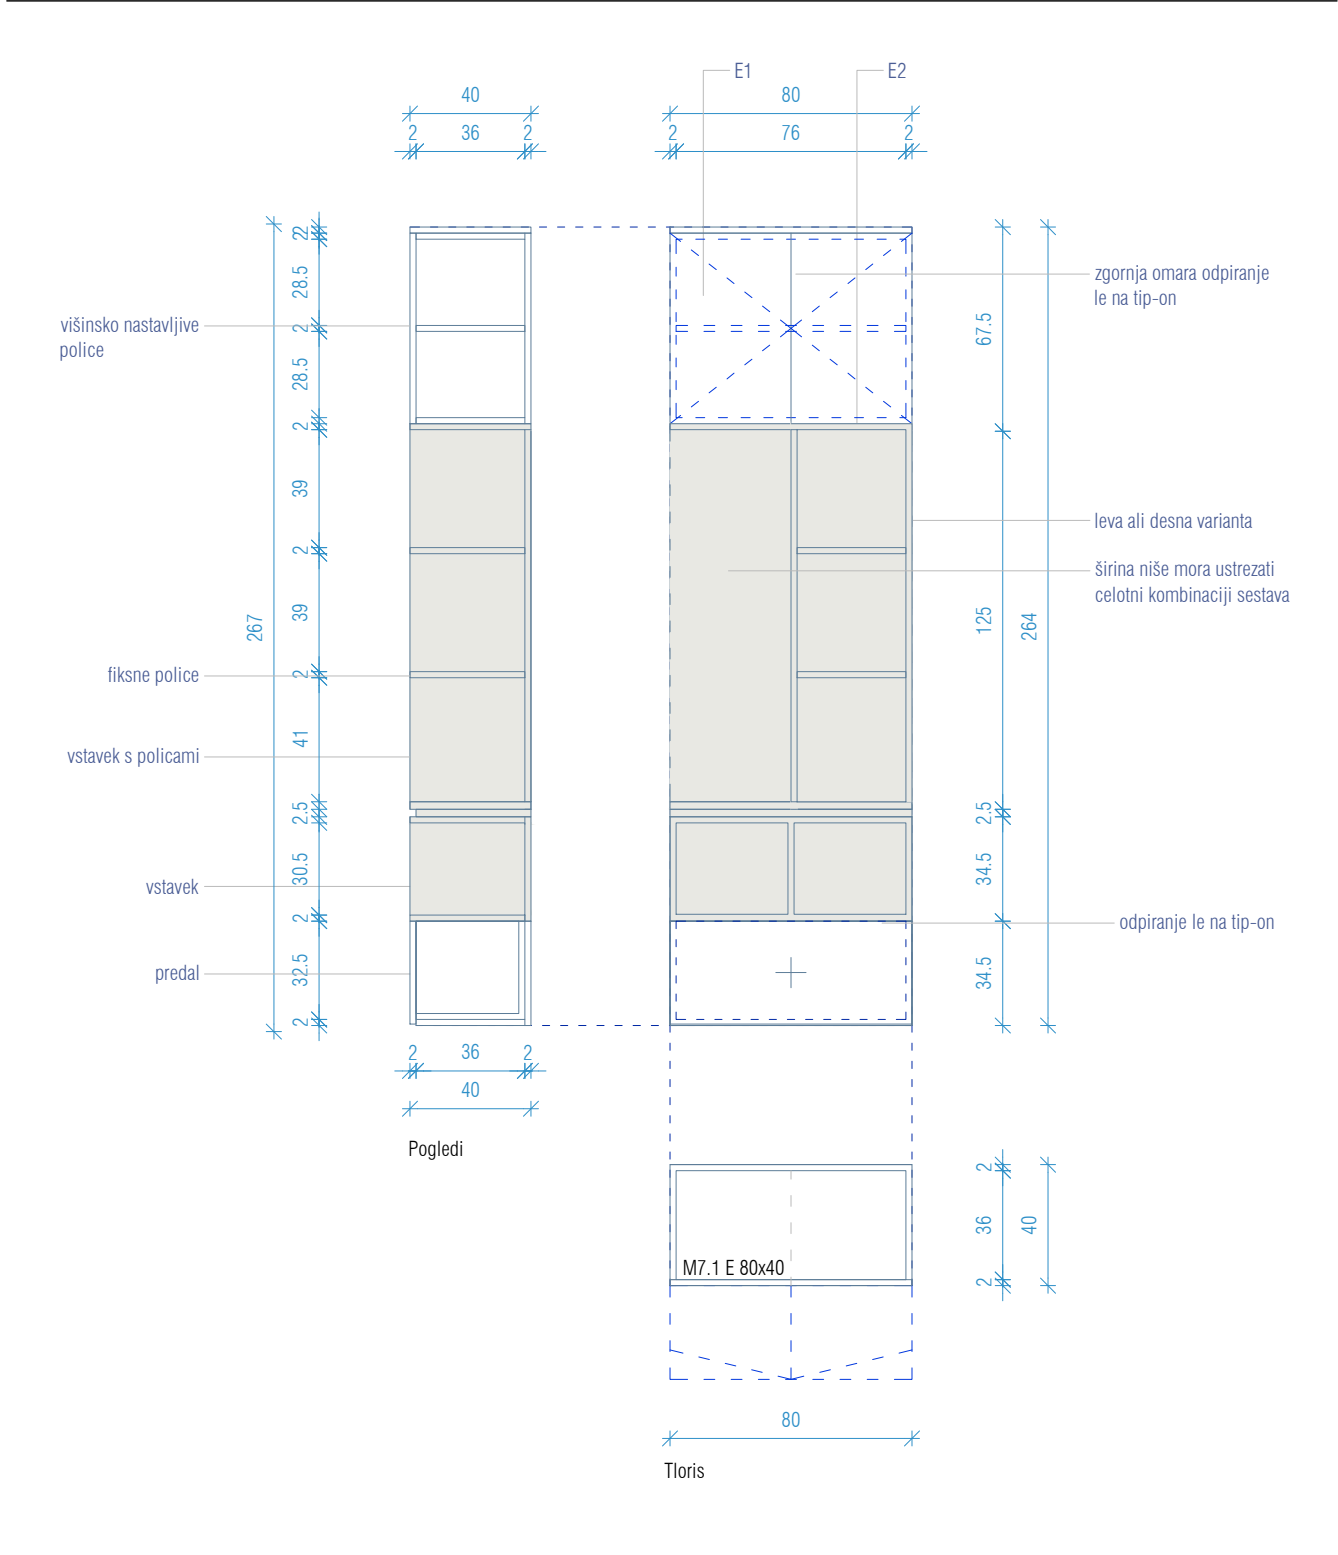 E1
E2
40
80
2 36 2
2 76 2
2 2
28.5
2
28.5
2
39
2
39
2
41
2.5
30.5
2
32.5
2
267
višinsko nastavljive
police
fiksne police
vstavek s policami
vstavek
predal
zgornja omara odpiranje
le na tip-on
leva ali desna varianta
širina niše mora ustrezati
celotni kombinaciji sestava
odpiranje le na tip-on
67.5
125
2.5
34.5
34.5
264
2 36 2
40
Pogledi
M7.1 E 80x40
2
36
2
40
80
Tloris